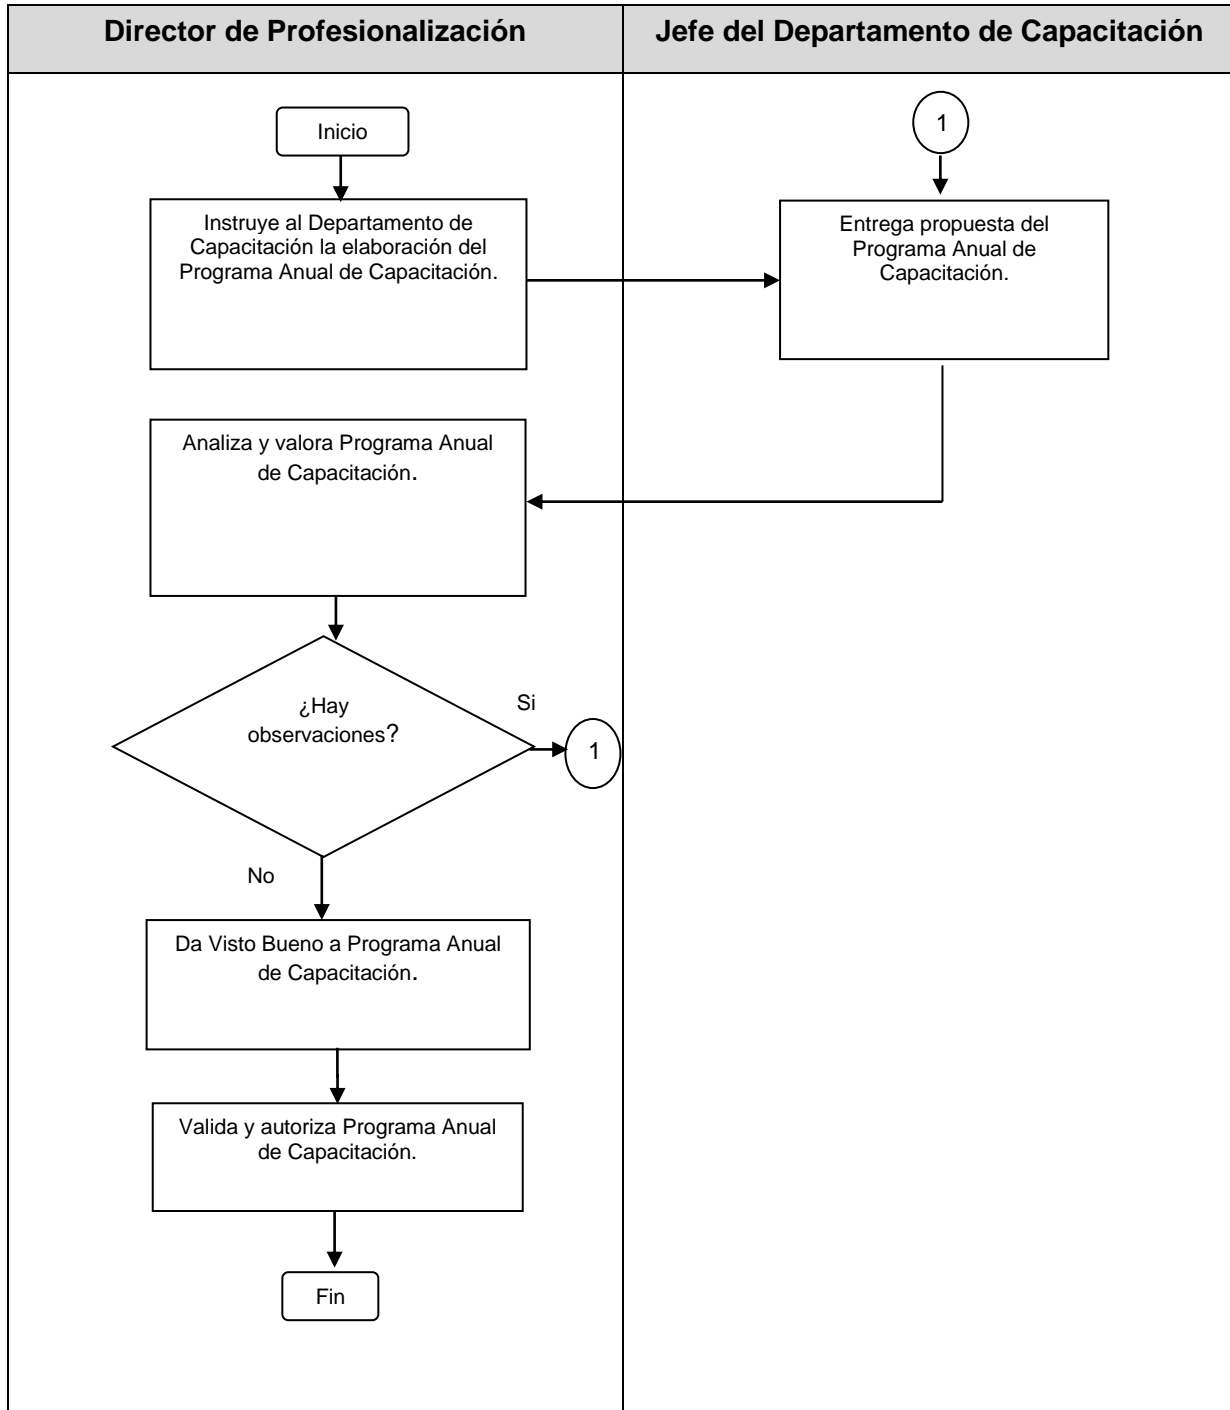 Director de Profesionalización
Jefe del Departamento de Capacitación
Inicio
1
Instruye al Departamento de
Capacitación la elaboración del
Programa Anual de Capacitación.
Entrega propuesta del
Programa Anual de
Capacitación.
Analiza y valora Programa Anual
de Capacitación.
¿Hay
observaciones?
Si
1
No
Da Visto Bueno a Programa Anual
de Capacitación.
Valida y autoriza Programa Anual
de Capacitación.
Fin